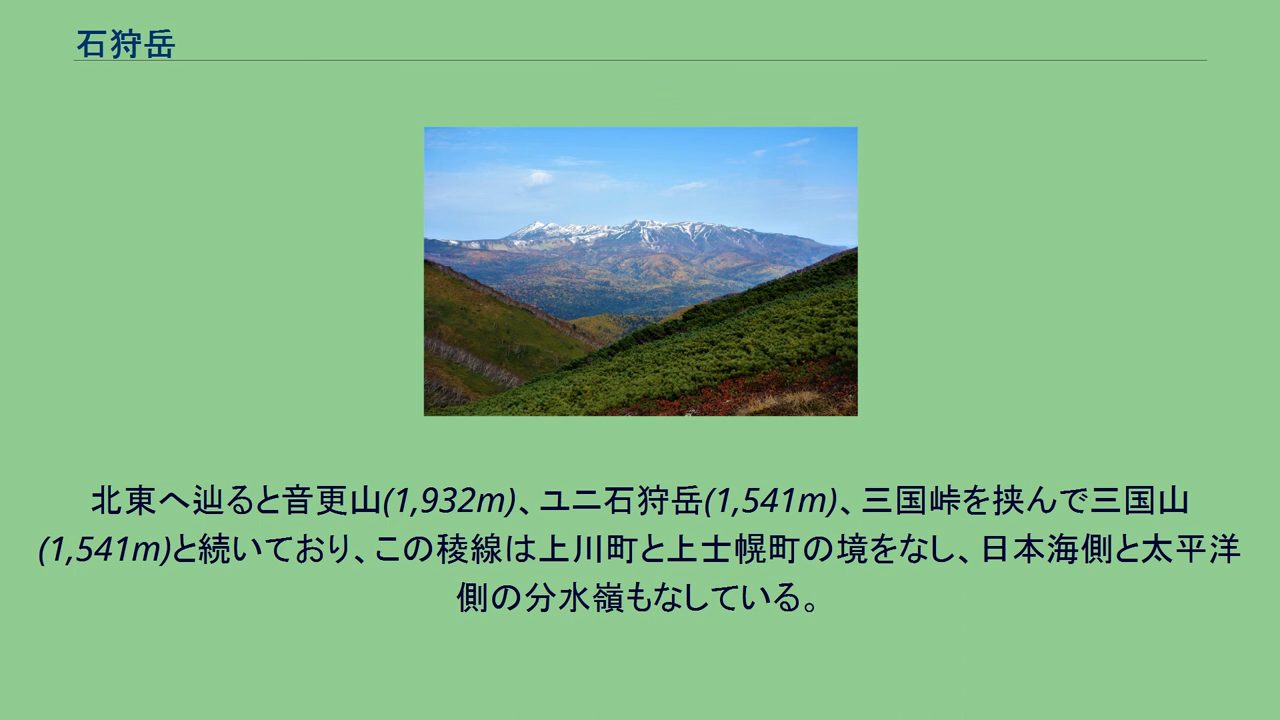 石狩岳
北東へ辿ると音更山(1,932m)、ユニ石狩岳(1,541m)、三国峠を挟んで三国山
(1,541m)と続いており、この稜線は上川町と上士幌町の境をなし、日本海側と太平洋
側の分水嶺もなしている。